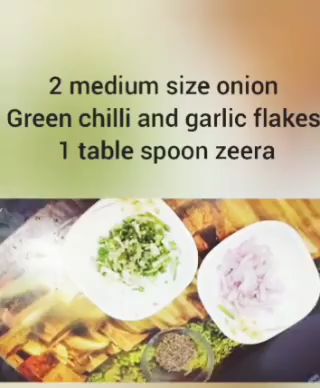 2 medium size onion
Green chilli and garlic flakes
1 table spoon zeera